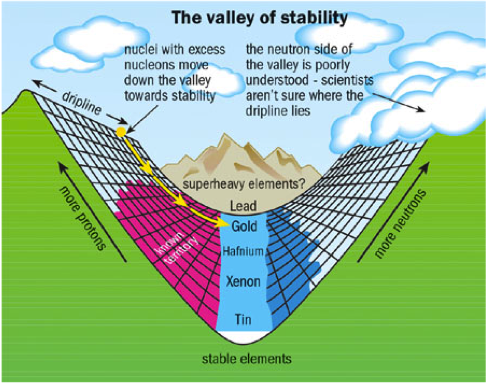 The valley of stability
nuclei with excess
nucleons move
down the valley
towards stability
the neutron side of
the valley is poorly
understood - scientists
aren't sure where the
dripline lies
dripline
superheavy elements?
more protons
known
territory
more neutrons
Lead
Gold
Hafnium
Xenon
Tin
stable elements